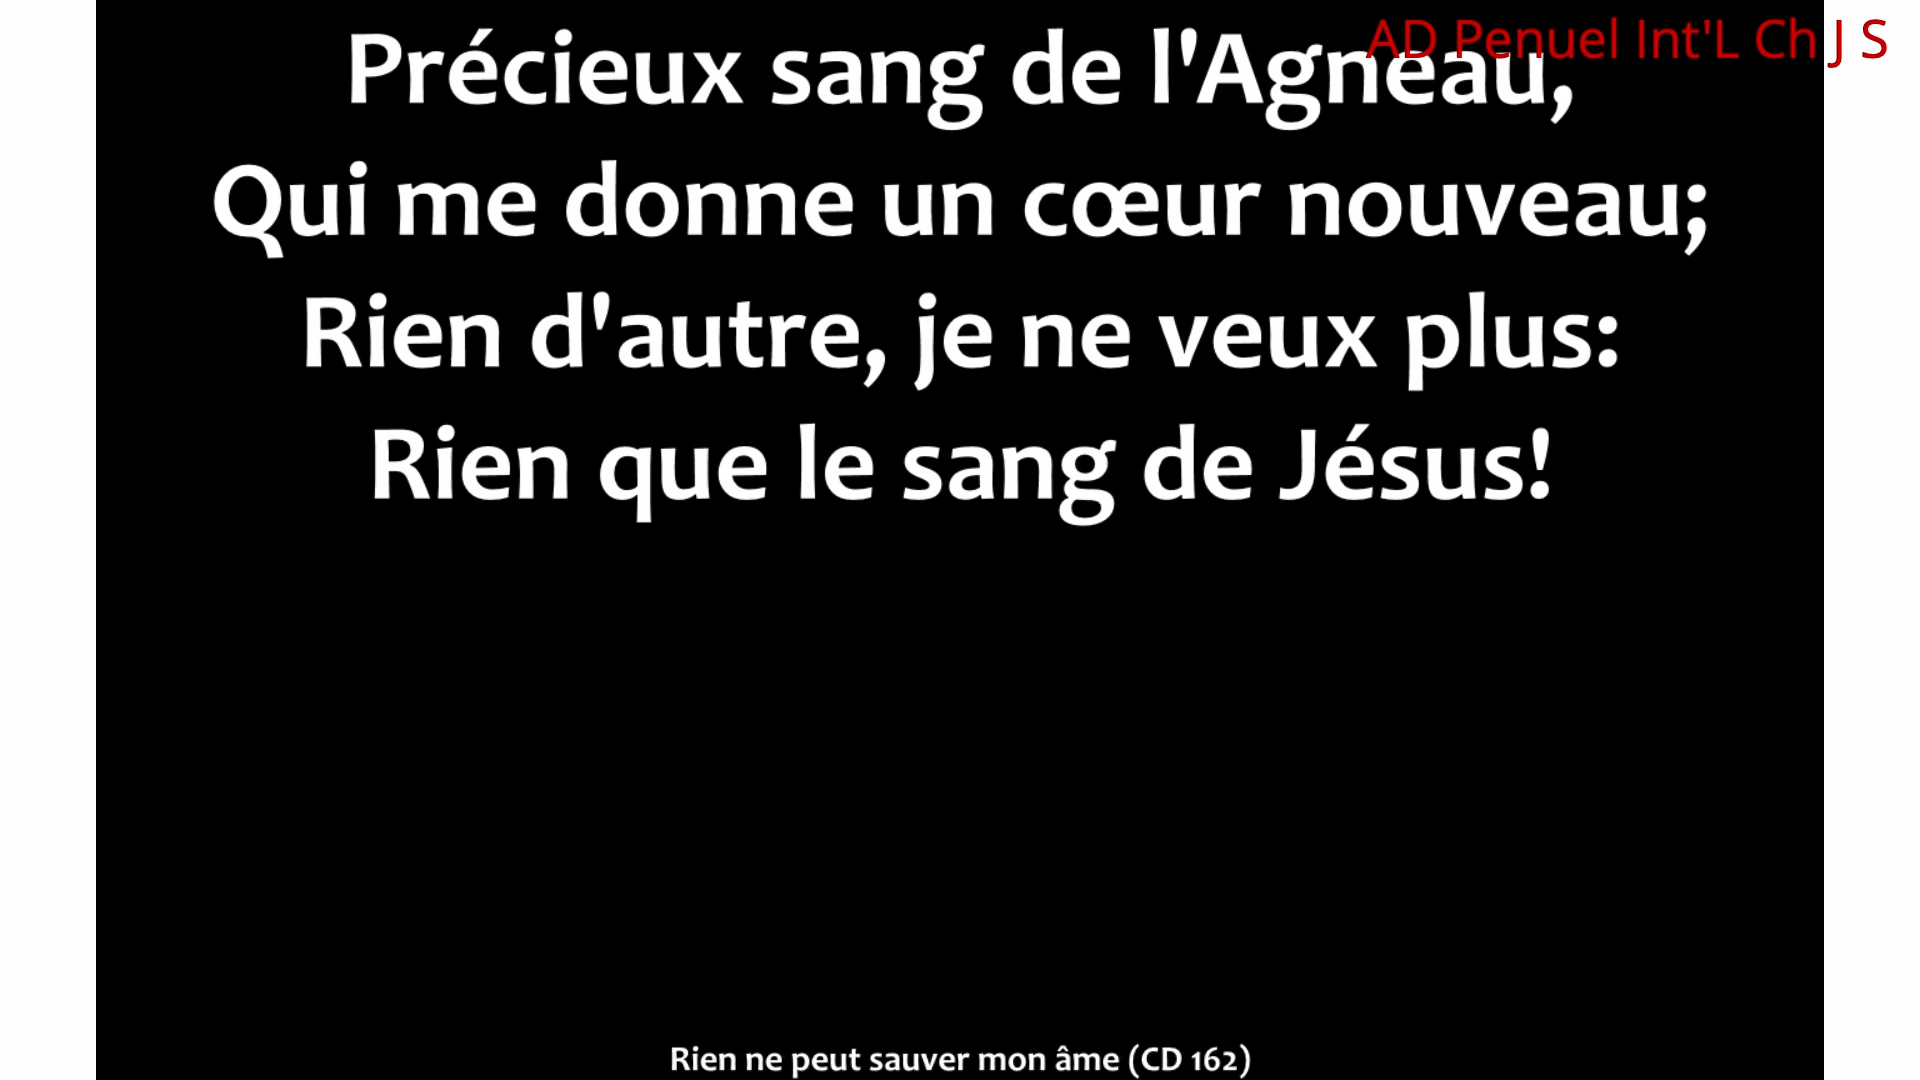 AD Penuel Int'L Ch J S
Précieux sang de l'Agneau,
Qui me donne un cœur nouveau;
Rien d'autre, je ne veux plus:
Rien que le sang de Jésus!
Rien ne peut sauver mon âme (CD 162)